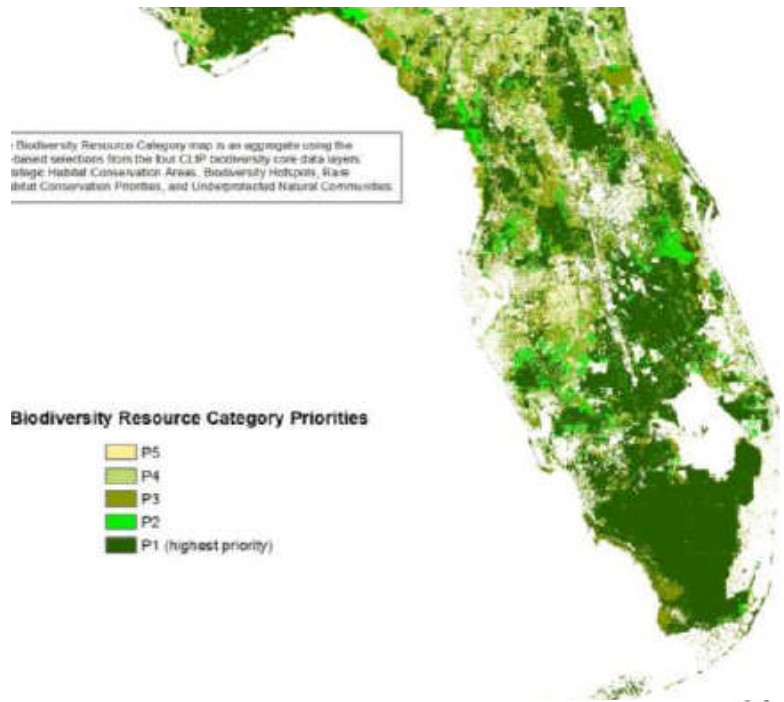 Biodiversity Resource Category map is an aggregate using the
-based selections from the four CLIP biodiversity core data layers:
rategic Habitat Conservation Areas, Biodiversity Hotspots, Rare
abitat Conservation Priorities, and Underprotected Natural Communities.
Biodiversity Resource Category Priorities
P5
P4
P3
P2
P1 (highest priority)